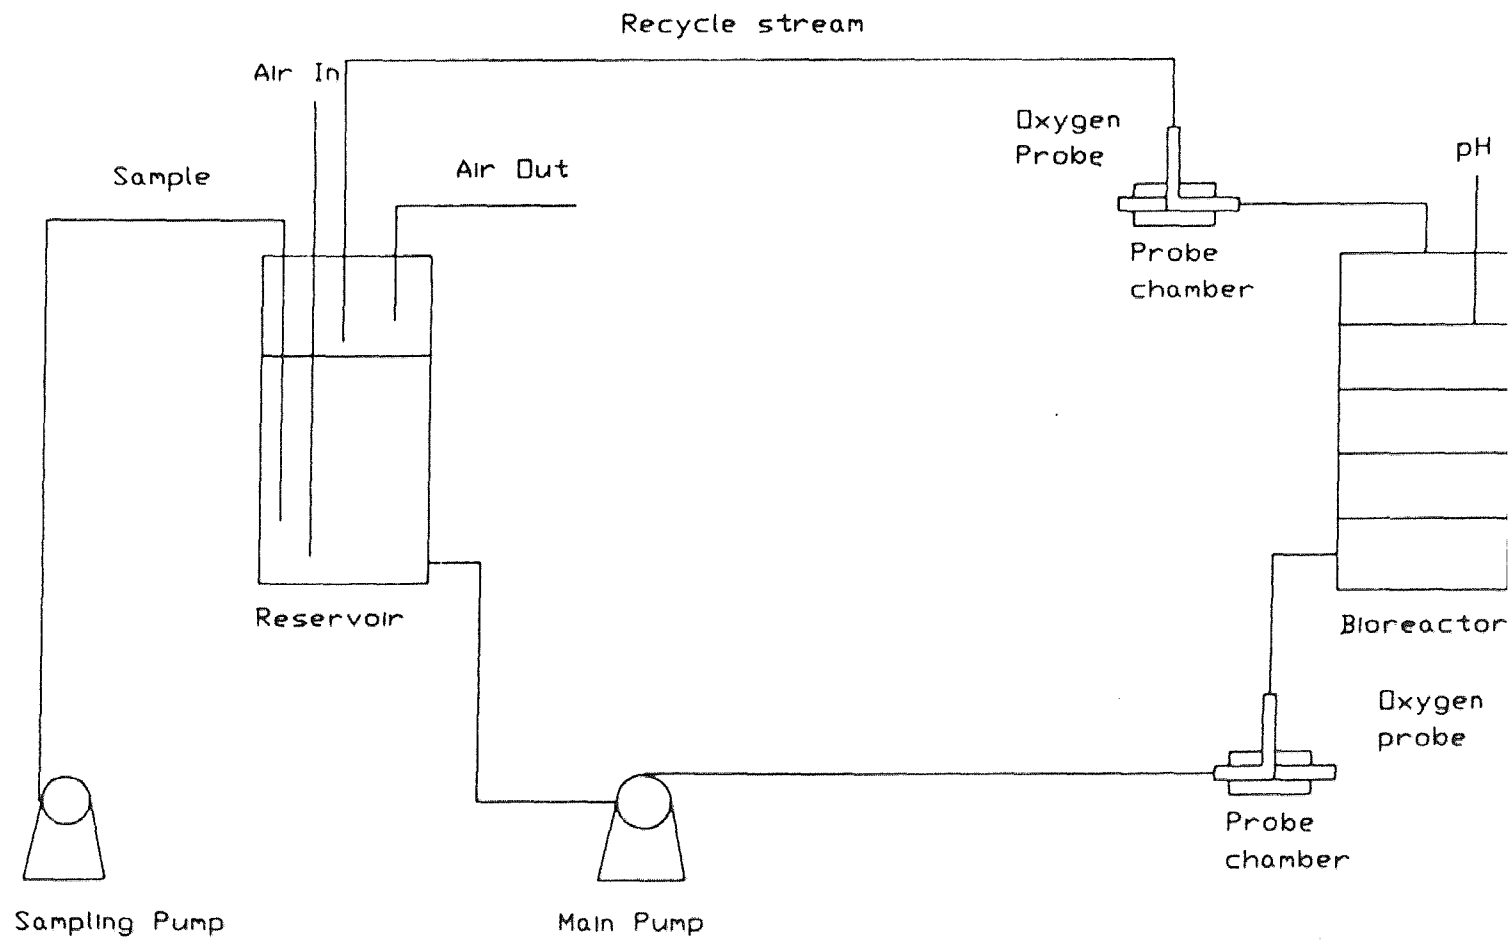 Recycle stream
Air In
Oxygen
Probe
pH
Sample
Air Out
Probe
chamber
Reservoir
Bioreactor
Oxygen
probe
Probe
chamber
Sampling Pump
Main Pump